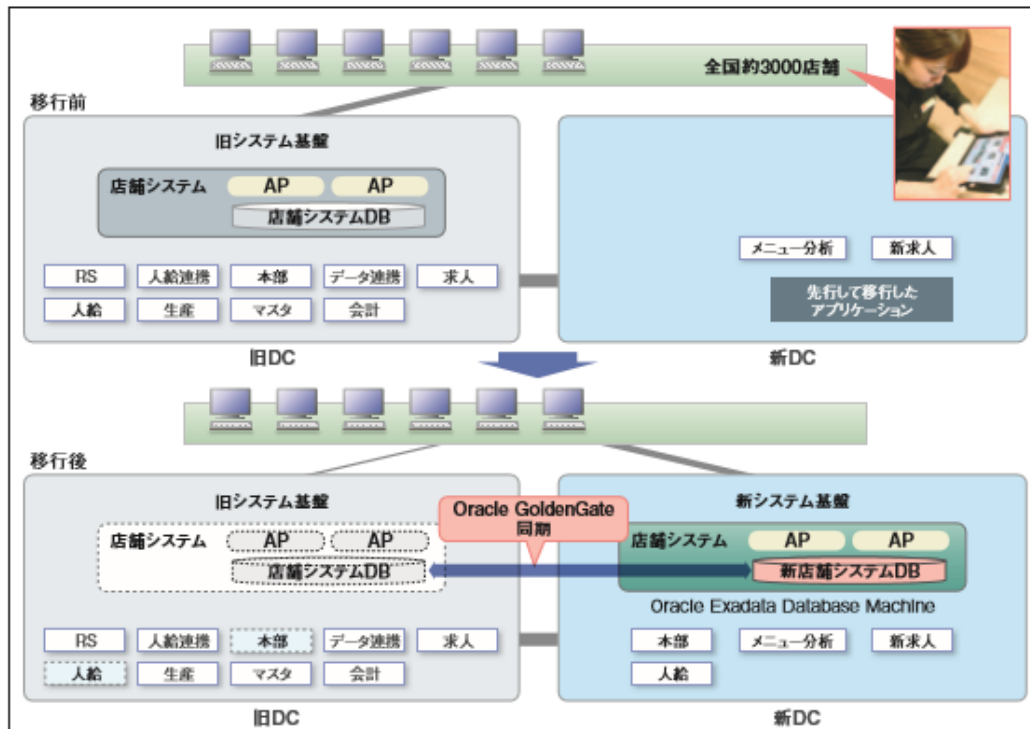 全国約3000店舗
移行前
旧システム基盤
店舗システム AP AP
店舗システムDB
メニュー分析 新求人
RS 人給連携 本部 データ連携 求人
先行して移行した
アプリケーション
人給 生産 マスタ 会計
旧DC 新DC
移行後
旧システム基盤 Oracle GoldenGate 新システム基盤
同期
店舗システム AP AP 店舗システム AP AP
店舗システムDB 新店舗システムDB
Oracle Exadata Database Machine
RS 人給連携 本部 データ連携 求人 本部 メニュー分析 新求人
人給 生産 マスタ 会計 人給
旧DC 新DC